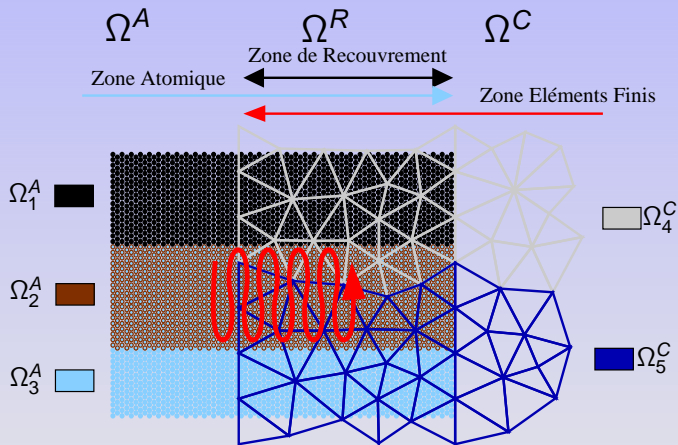 Ω^A Ω^R Ω^C
Zone de Recouvrement
Zone Atomique
Zone Eléments Finis
Ω_1^A
Ω_4^C
Ω_2^A
Ω_5^C
Ω_3^A